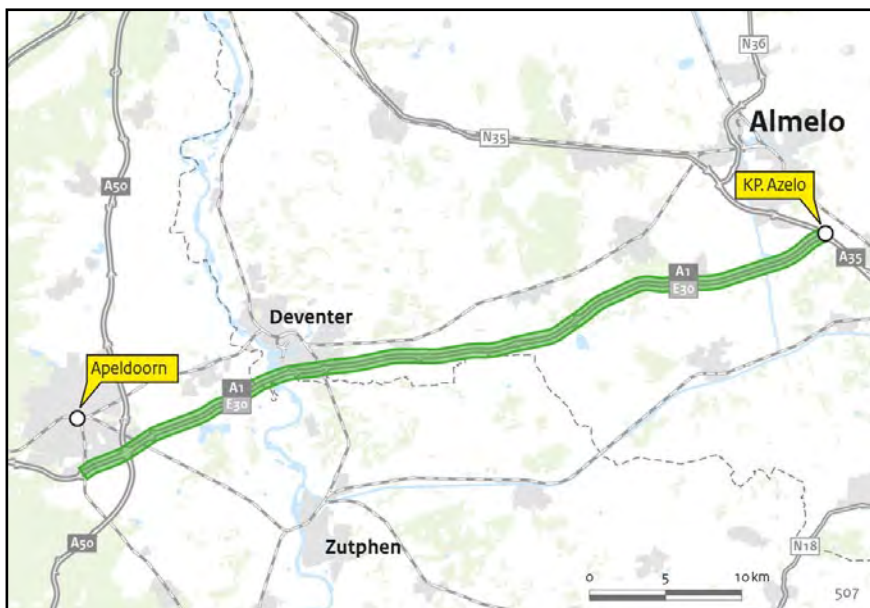 N36
Almelo
N35
A50
KP. Azelo
A35
A1
E30
Deventer
Apeldoorn
A1
E30
A50
Zutphen
N18
0 5 10 km
507